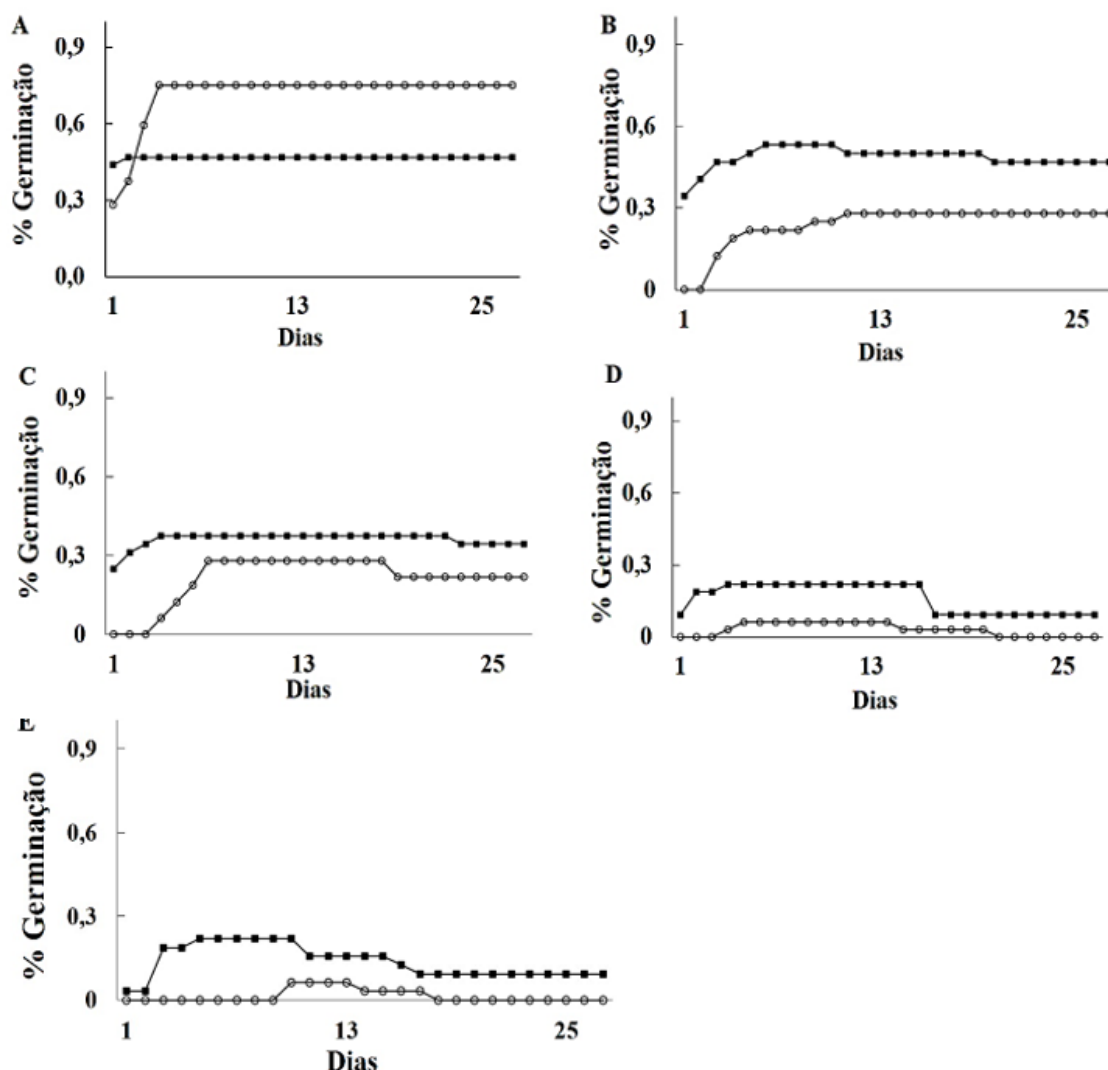 A
% Germinação
0,9
0,6
0,3
0,0
1 13 25
Dias
B
% Germinação
0,9
0,6
0,3
0
1 13 25
Dias
C
% Germinação
0,9
0,6
0,3
0
1 13 25
Dias
D
% Germinação
0,9
0,6
0,3
0
1 13 25
Dias
E
% Germinação
0,9
0,6
0,3
0
1 13 25
Dias